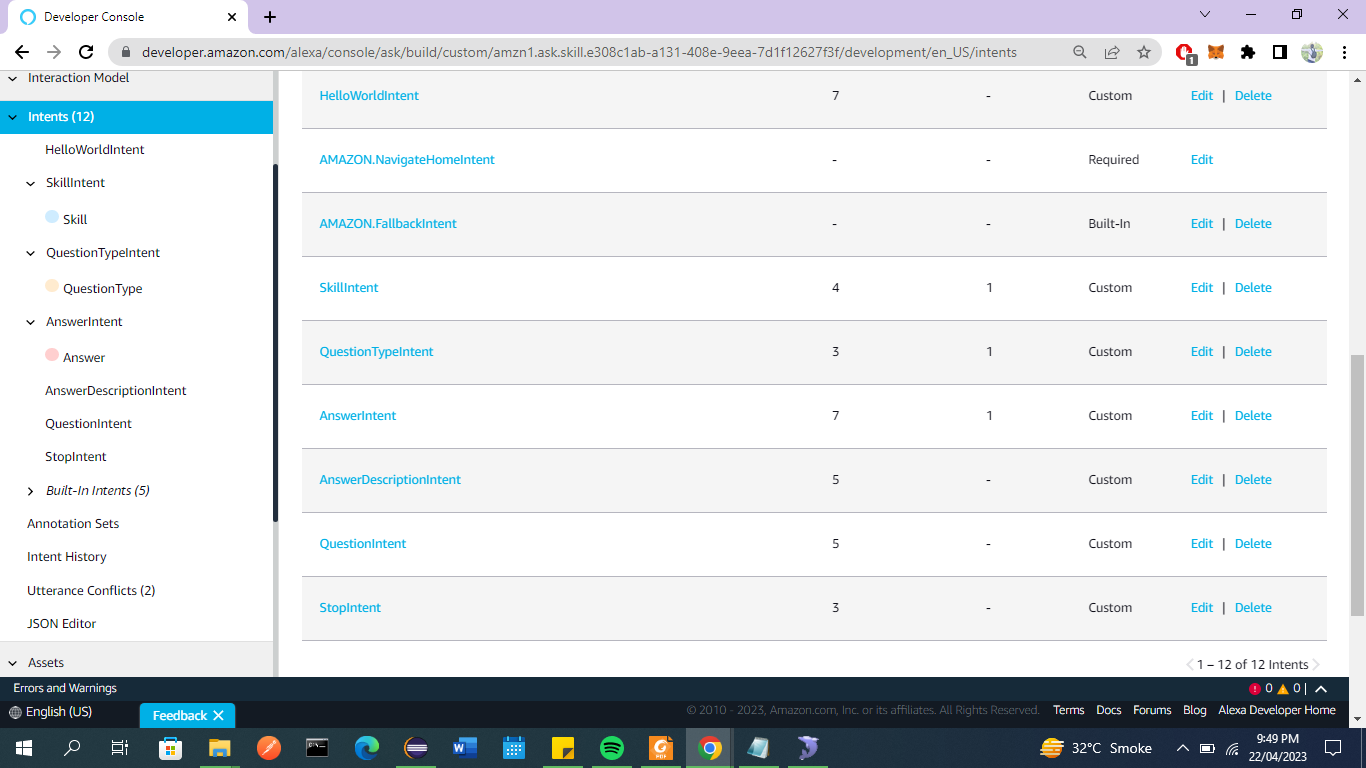 Developer Console
developer.amazon.com/alexa/console/ask/build/custom/amzn1.ask.skill.e308c1ab-a131-408e-9eea-7d1f12627f3f/development/en_US/intents
1
Interaction Model
Intents (12)
HelloWorldIntent
SkillIntent
Skill
QuestionTypeIntent
QuestionType
AnswerIntent
Answer
AnswerDescriptionIntent
QuestionIntent
StopIntent
Built-In Intents (5)
Annotation Sets
Intent History
Utterance Conflicts (2)
JSON Editor
Assets
HelloWorldIntent 7 - Custom Edit | Delete
AMAZON.NavigateHomeIntent - - Required Edit
AMAZON.FallbackIntent - - Built-In Edit | Delete
SkillIntent 4 1 Custom Edit | Delete
QuestionTypeIntent 3 1 Custom Edit | Delete
AnswerIntent 7 1 Custom Edit | Delete
AnswerDescriptionIntent 5 - Custom Edit | Delete
QuestionIntent 5 - Custom Edit | Delete
StopIntent 3 - Custom Edit | Delete
1 – 12 of 12 Intents
Errors and Warnings 0 0 |
English (US) Feedback © 2010 - 2023, Amazon.com, Inc. or its affiliates. All Rights Reserved. Terms Docs Forums Blog Alexa Developer Home
32°C Smoke
9:49 PM
22/04/2023